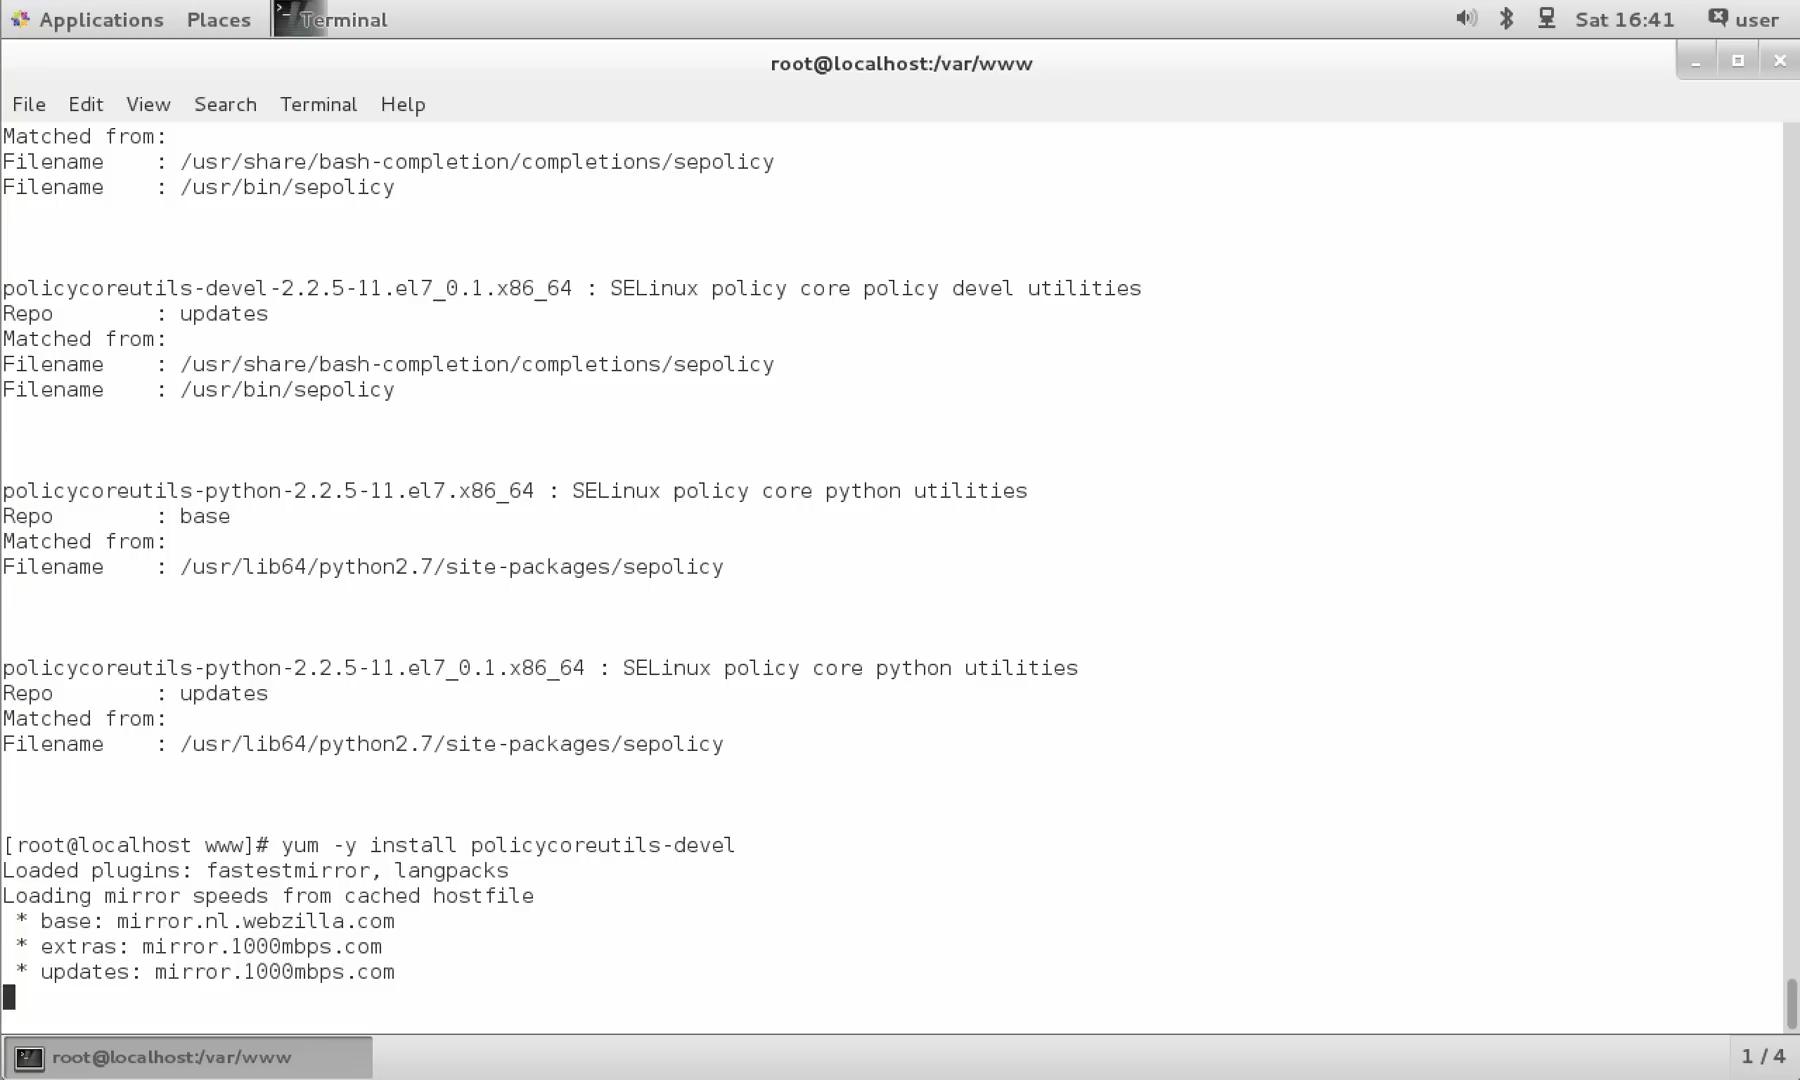 Applications Places Terminal Sat 16:41 user
root@localhost:/var/www
File Edit View Search Terminal Help
Matched from:
Filename    : /usr/share/bash-completion/completions/sepolicy
Filename    : /usr/bin/sepolicy
policycoreutils-devel-2.2.5-11.el7_0.1.x86_64 : SELinux policy core policy devel utilities
Repo        : updates
Matched from:
Filename    : /usr/share/bash-completion/completions/sepolicy
Filename    : /usr/bin/sepolicy
policycoreutils-python-2.2.5-11.el7.x86_64 : SELinux policy core python utilities
Repo        : base
Matched from:
Filename    : /usr/lib64/python2.7/site-packages/sepolicy
policycoreutils-python-2.2.5-11.el7_0.1.x86_64 : SELinux policy core python utilities
Repo        : updates
Matched from:
Filename    : /usr/lib64/python2.7/site-packages/sepolicy
[root@localhost www]# yum -y install policycoreutils-devel
Loaded plugins: fastestmirror, langpacks
Loading mirror speeds from cached hostfile
 * base: mirror.nl.webzilla.com
 * extras: mirror.1000mbps.com
 * updates: mirror.1000mbps.com
root@localhost:/var/www 1 / 4